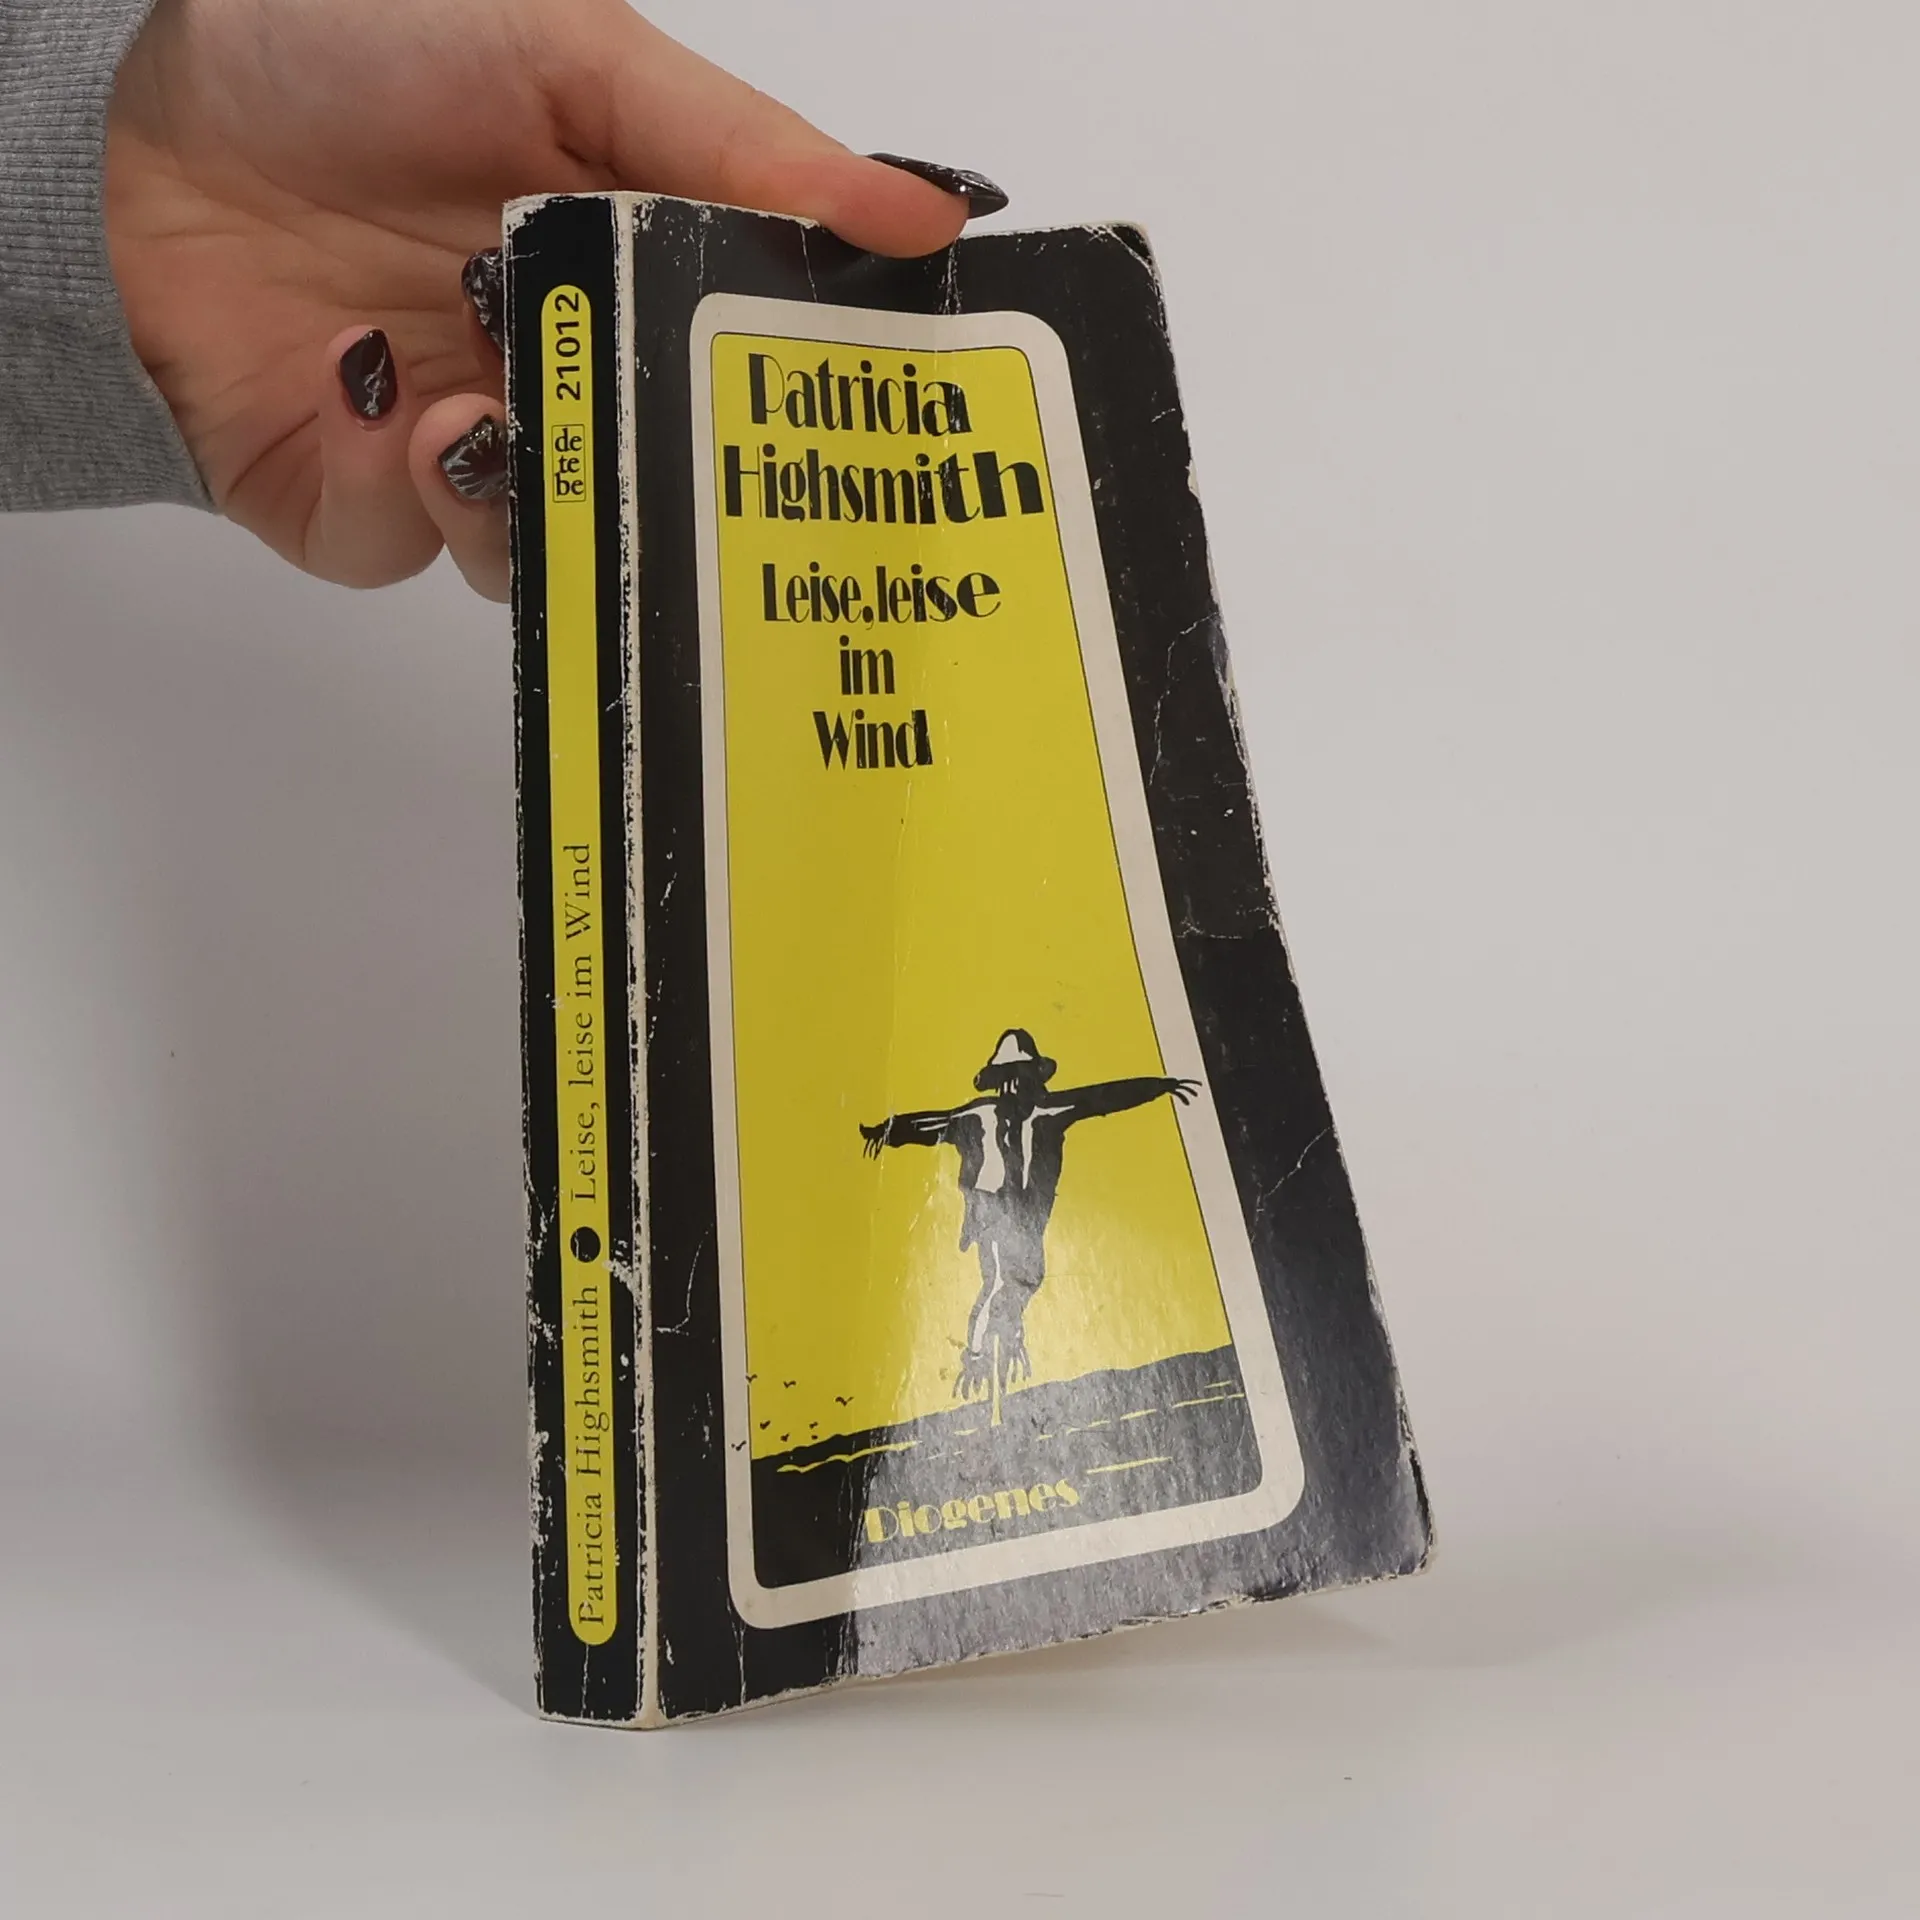 Patricia
Highsmith
Leise, leise
im
Wind
Diogenes
Patricia Highsmith ● Leise, leise im Wind
de
te
be
21012